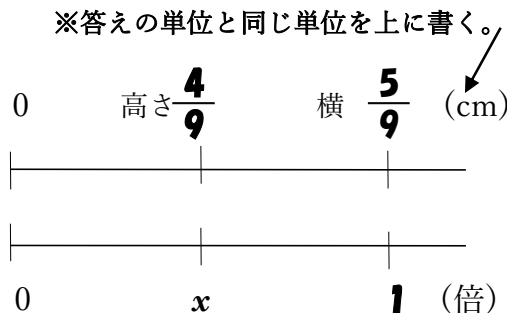 ※答えの単位と同じ単位を上に書く。
0 高さ 4/9 横 5/9 (cm)
0 x 1 (倍)